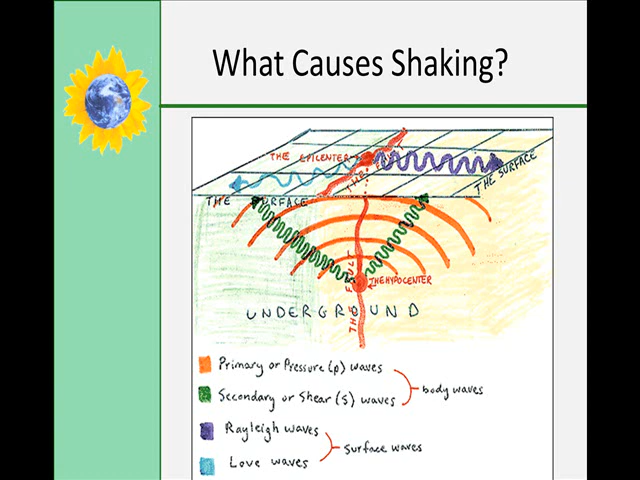 What Causes Shaking?
THE EPICENTER
THE
THE SURFACE
THE SURFACE
THE HYPOCENTER
THE FAULT
UNDERGROUND
Primary or Pressure (p) waves
Secondary or Shear (S) waves
body waves
Rayleigh waves
Surface waves
Love waves